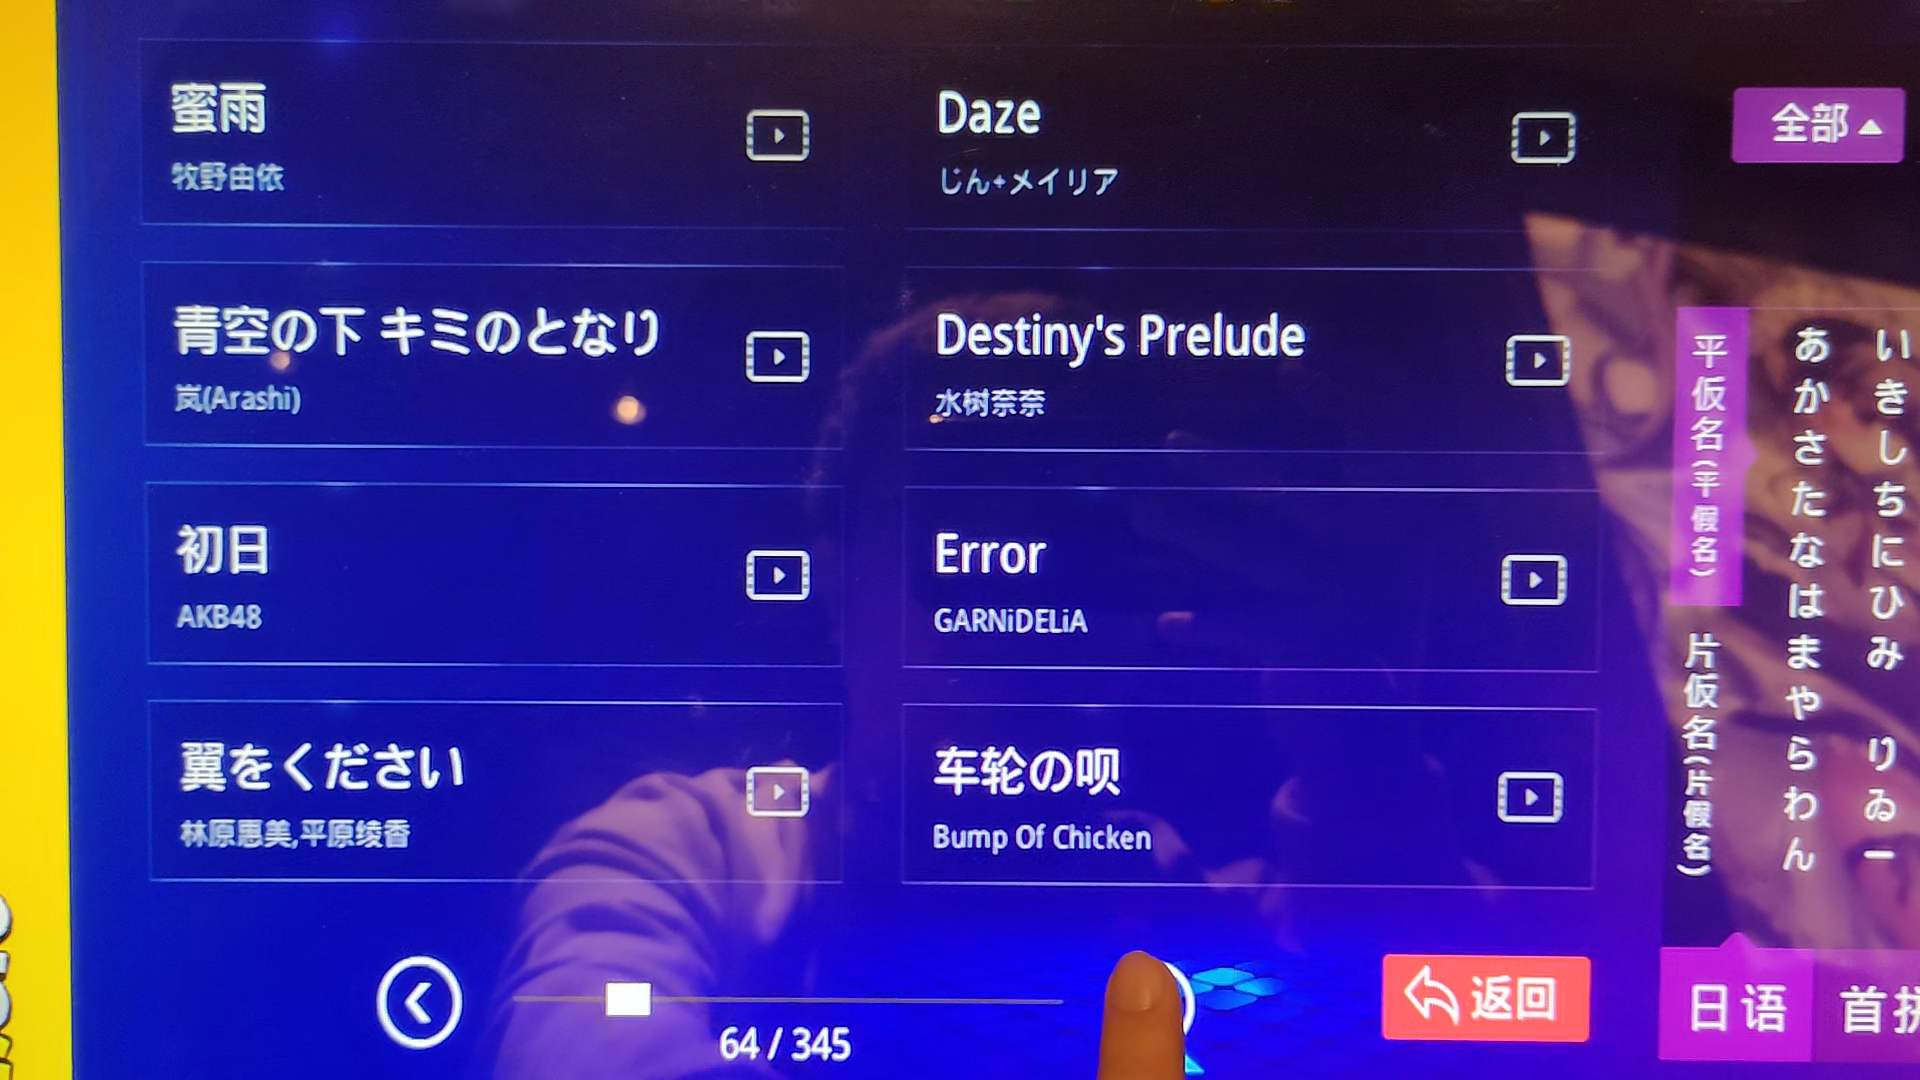 蜜雨
牧野由依
Daze
じん+メイリア
全部
青空の下 キミのとなり
岚(Arashi)
Destiny's Prelude
水树奈奈
初日
AKB48
Error
GARNiDELiA
翼をください
林原惠美,平原绫香
车轮の呗
Bump Of Chicken
平仮名(平假名)
片仮名(片假名)
あかさたなはまやらわん
いきしちにひみ りゐー
64 / 345
返回
日语
首拼